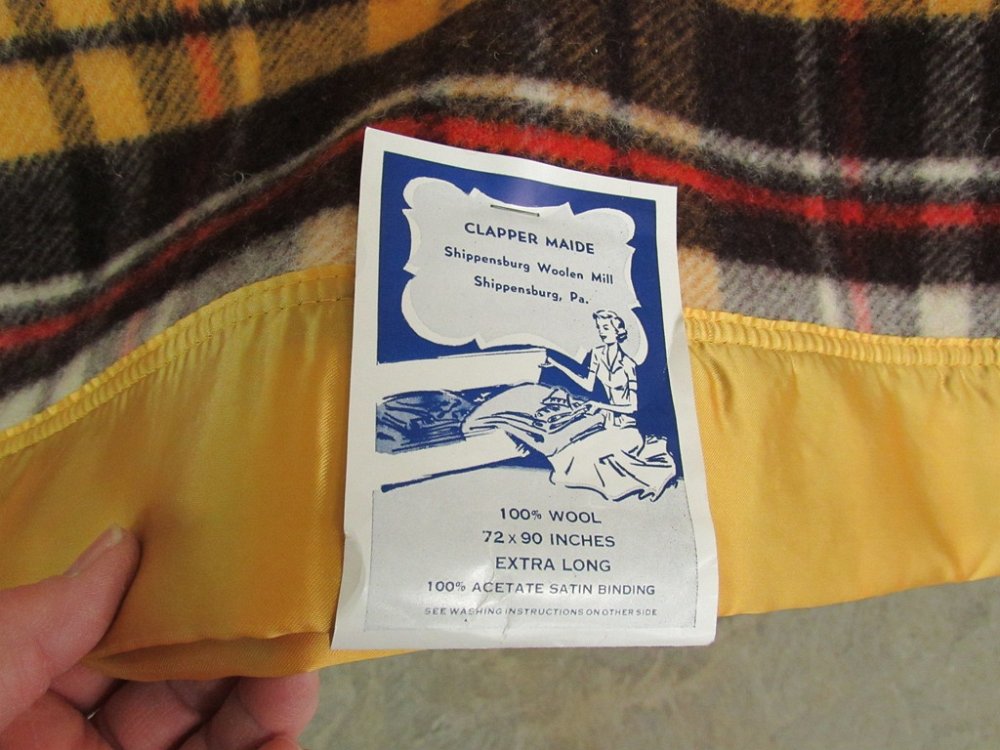 CLAPPER MAIDE
Shippensburg Woolen Mill
Shippensburg, Pa.
100% WOOL
72 x 90 INCHES
EXTRA LONG
100% ACETATE SATIN BINDING
SEE WASHING INSTRUCTIONS ON OTHER SIDE